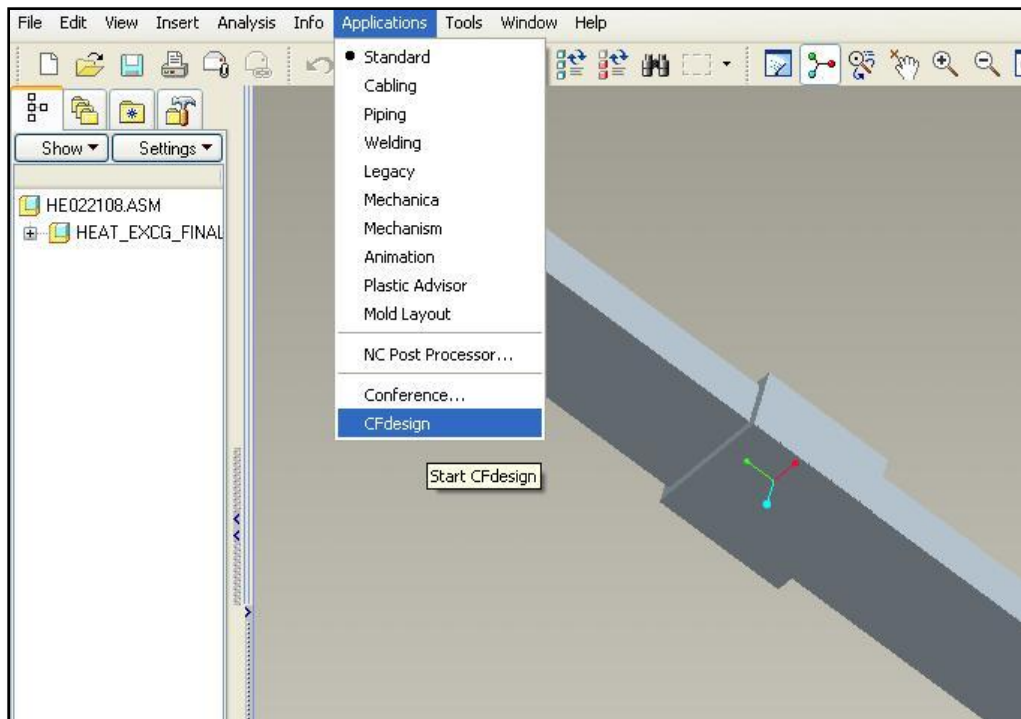 File Edit View Insert Analysis Info Applications Tools Window Help
Standard
Cabling
Piping
Welding
Legacy
Mechanica
Mechanism
Animation
Plastic Advisor
Mold Layout
NC Post Processor...
Conference...
CFdesign
Start CFdesign
Show Settings
HE022108.ASM
HEAT_EXCG_FINAL